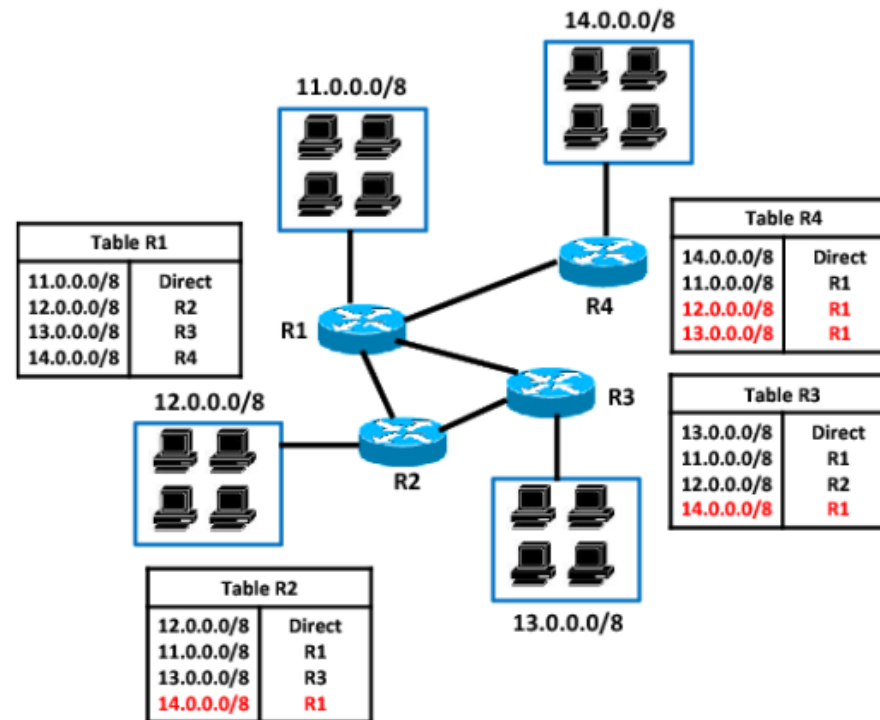 14.0.0.0/8
11.0.0.0/8
Table R1
11.0.0.0/8 Direct
12.0.0.0/8 R2
13.0.0.0/8 R3
14.0.0.0/8 R4
Table R4
14.0.0.0/8 Direct
11.0.0.0/8 R1
12.0.0.0/8 R1
13.0.0.0/8 R1
R4
R1
R3
12.0.0.0/8
R2
Table R3
13.0.0.0/8 Direct
11.0.0.0/8 R1
12.0.0.0/8 R2
14.0.0.0/8 R1
Table R2
12.0.0.0/8 Direct
11.0.0.0/8 R1
13.0.0.0/8 R3
14.0.0.0/8 R1
13.0.0.0/8